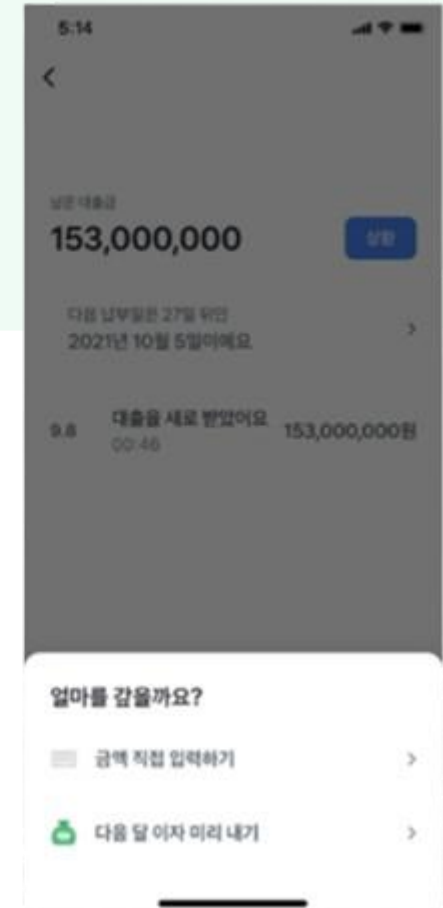 5:14
남은 대출금
153,000,000
상환
다음 납부일은 27일 뒤인
2021년 10월 5일이에요
9.8
대출을 새로 받았어요
153,000,000원
00:46
얼마를 갚을까요?
금액 직접 입력하기
다음 달 이자 미리 내기